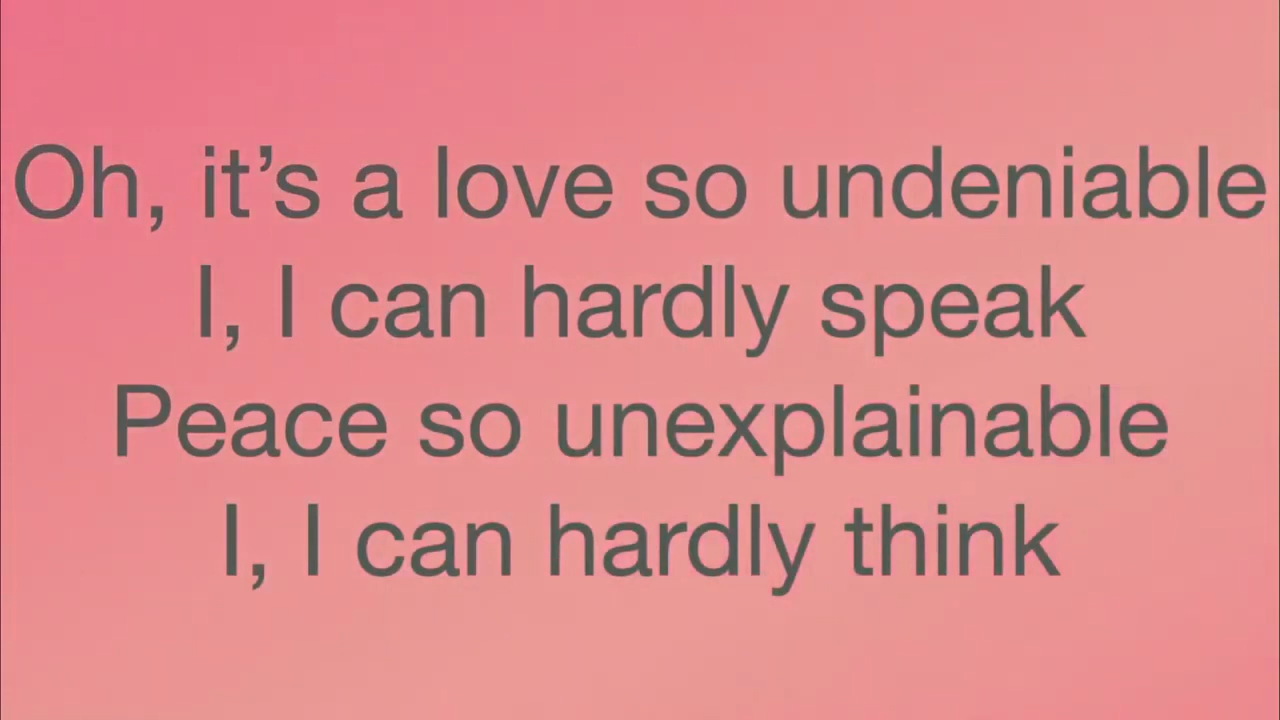 Oh, it’s a love so undeniable
I, I can hardly speak
Peace so unexplainable
I, I can hardly think